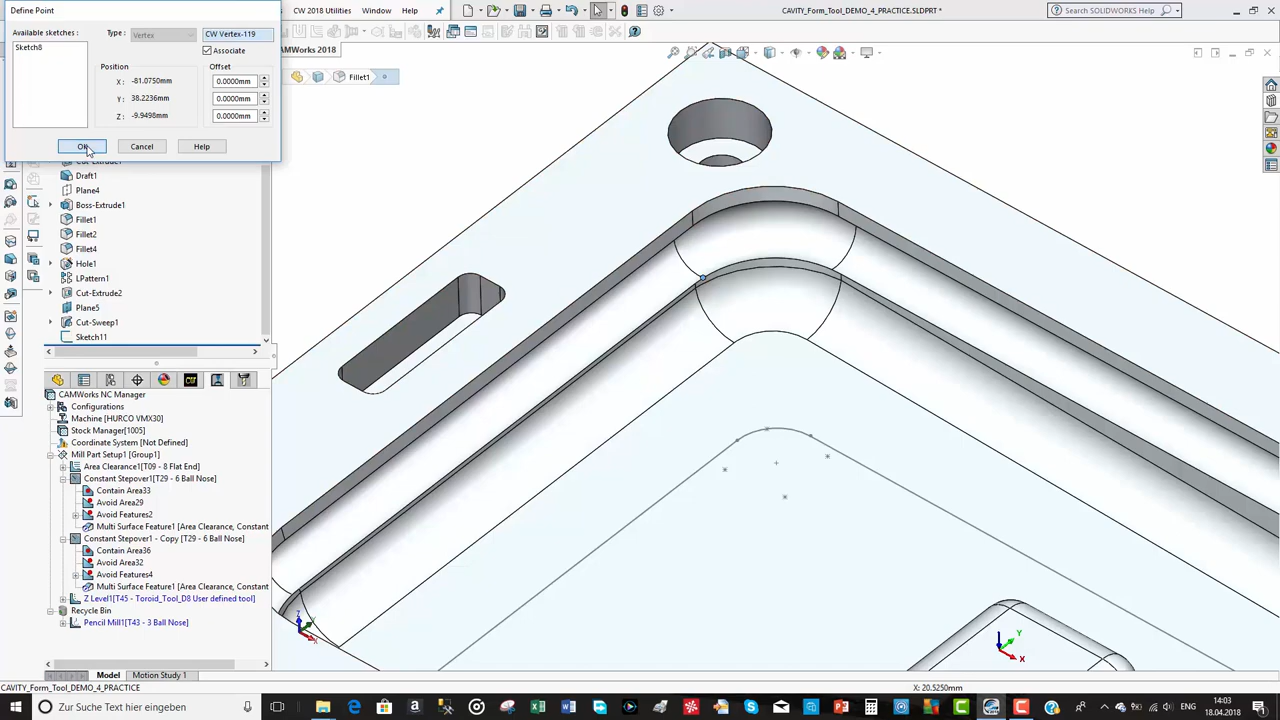 Define Point
CW 2018 Utilities Window Help
CAVITY_Form_Tool_DEMO_4_PRACTICE.SLDPRT *
Search SOLIDWORKS Help
Available sketches:
Type :
Vertex
CW Vertex-119
Sketch8
Associate
CAMWorks 2018
Position
Offset
X: -81.0750mm
0.0000mm
Y: 38.2236mm
0.0000mm
Z: -9.9498mm
0.0000mm
Fillet1
Cancel
Help
Cut-Extrude1
Draft1
Plane4
Boss-Extrude1
Fillet1
Fillet2
Fillet4
Hole1
LPattern1
Cut-Extrude2
Plane5
Cut-Sweep1
Sketch11
CAMWorks NC Manager
Configurations
Machine [HURCO VMX30]
Stock Manager[1005]
Coordinate System [Not Defined]
Mill Part Setup1 [Group1]
Area Clearance1[T09 - 8 Flat End]
Constant Stepover1[T29 - 6 Ball Nose]
Contain Area33
Avoid Area29
Avoid Features2
Multi Surface Feature1 [Area Clearance, Constant
Constant Stepover1 - Copy [T29 - 6 Ball Nose]
Contain Area36
Avoid Area32
Avoid Features4
Multi Surface Feature1 [Area Clearance, Constant
Z Level1[T45 - Toroid_Tool_D8 User defined tool]
Recycle Bin
Pencil Mill1[T43 - 3 Ball Nose]
Z
X
Y
X
Model
Motion Study 1
CAVITY_Form_Tool_DEMO_4_PRACTICE
X: 20.5250mm
Zur Suche Text hier eingeben
14:03
18.04.2018